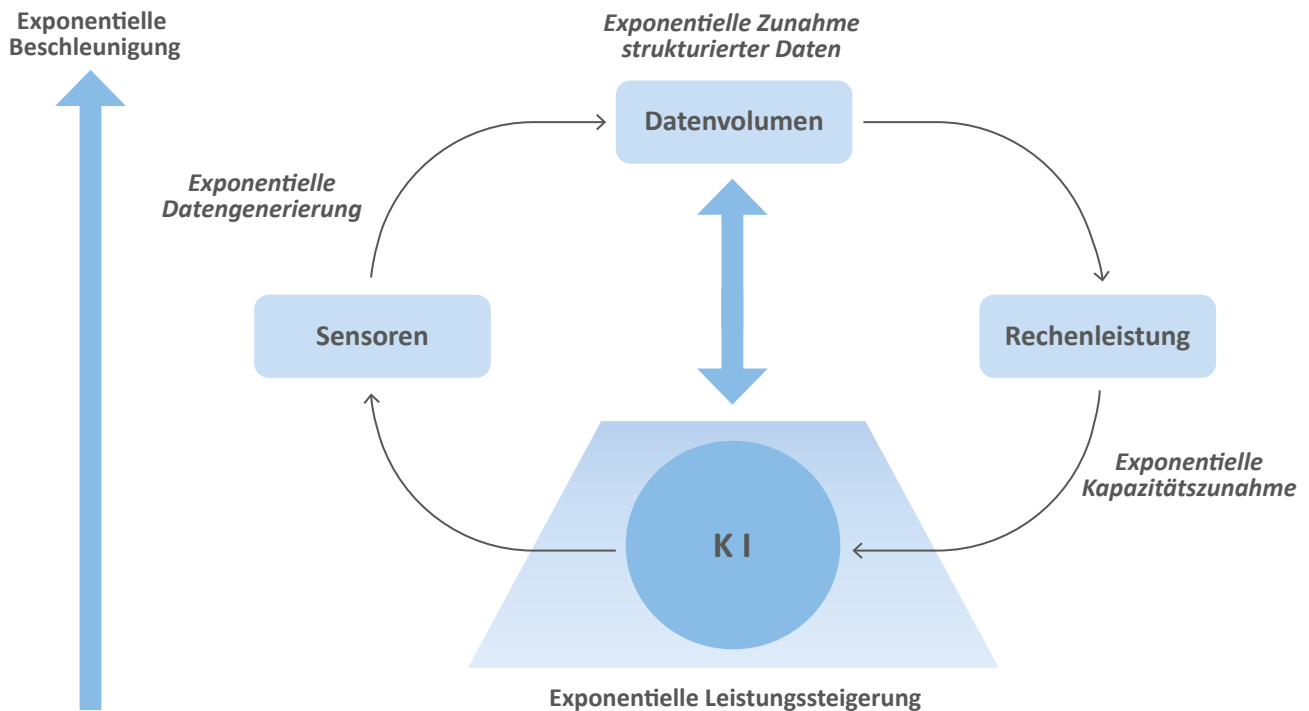 Exponentielle
Beschleunigung
Exponentielle Zunahme
strukturierter Daten
Datenvolumen
Exponentielle
Datengenerierung
Sensoren
Rechenleistung
Exponentielle
Kapazitätszunahme
K I
Exponentielle Leistungssteigerung